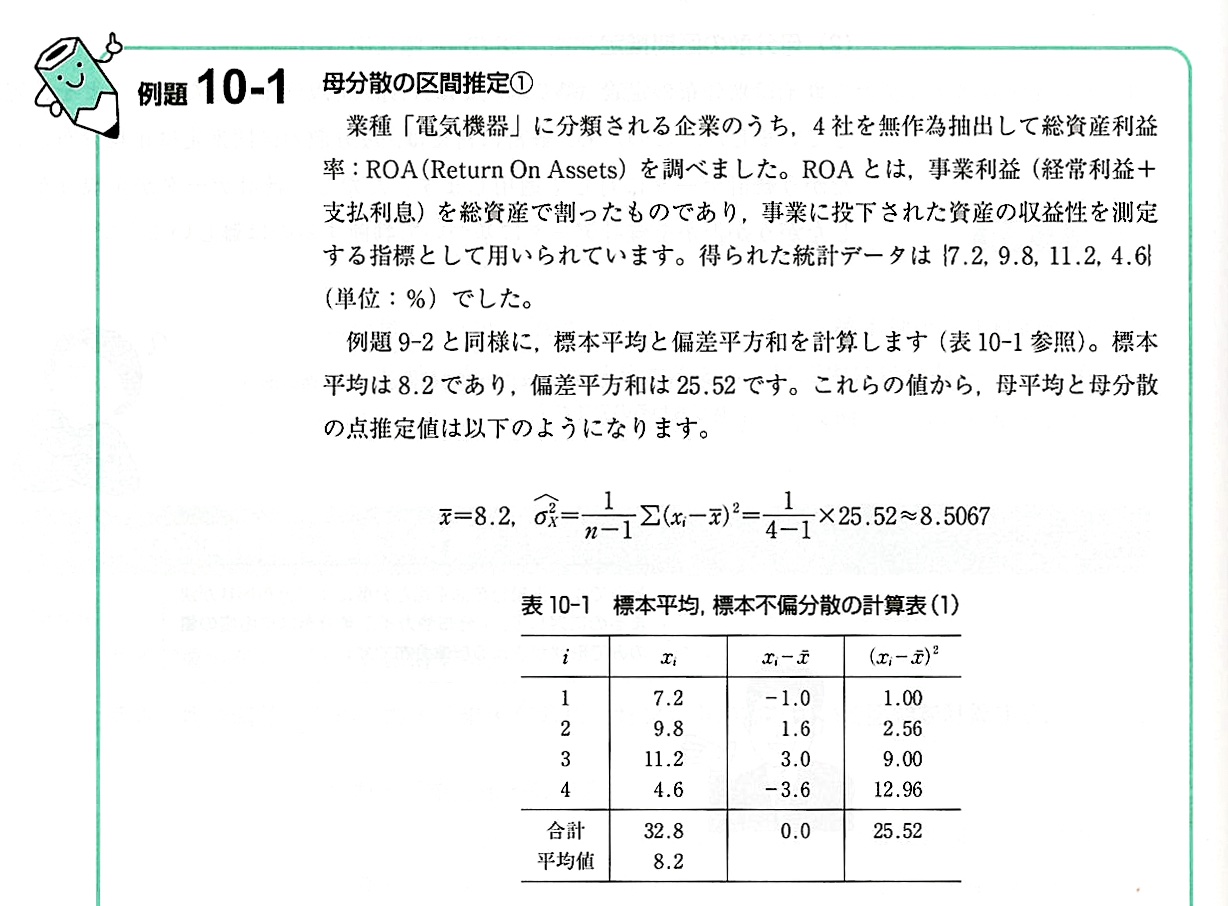 例題 10-1 母分散の区間推定①
業種「電気機器」に分類される企業のうち，4 社を無作為抽出して総資産利益
率：ROA(Return On Assets) を調べました。ROA とは，事業利益（経常利益＋
支払利息）を総資産で割ったものであり，事業に投下された資産の収益性を測定
する指標として用いられています。得られた統計データは {7.2, 9.8, 11.2, 4.6}
（単位：％）でした。
例題 9-2 と同様に，標本平均と偏差平方和を計算します（表 10-1 参照）。標本
平均は 8.2 であり，偏差平方和は 25.52 です。これらの値から，母平均と母分散
の点推定値は以下のようになります。
x̄=8.2, \widehat{σ_X^2}=\frac{1}{n-1}Σ(x_i-x̄)^2=\frac{1}{4-1}×25.52≈8.5067
表 10-1 標本平均，標本不偏分散の計算表(1)
i x_i x_i-x̄ (x_i-x̄)^2
1 7.2 -1.0 1.00
2 9.8 1.6 2.56
3 11.2 3.0 9.00
4 4.6 -3.6 12.96
合計 32.8 0.0 25.52
平均値 8.2